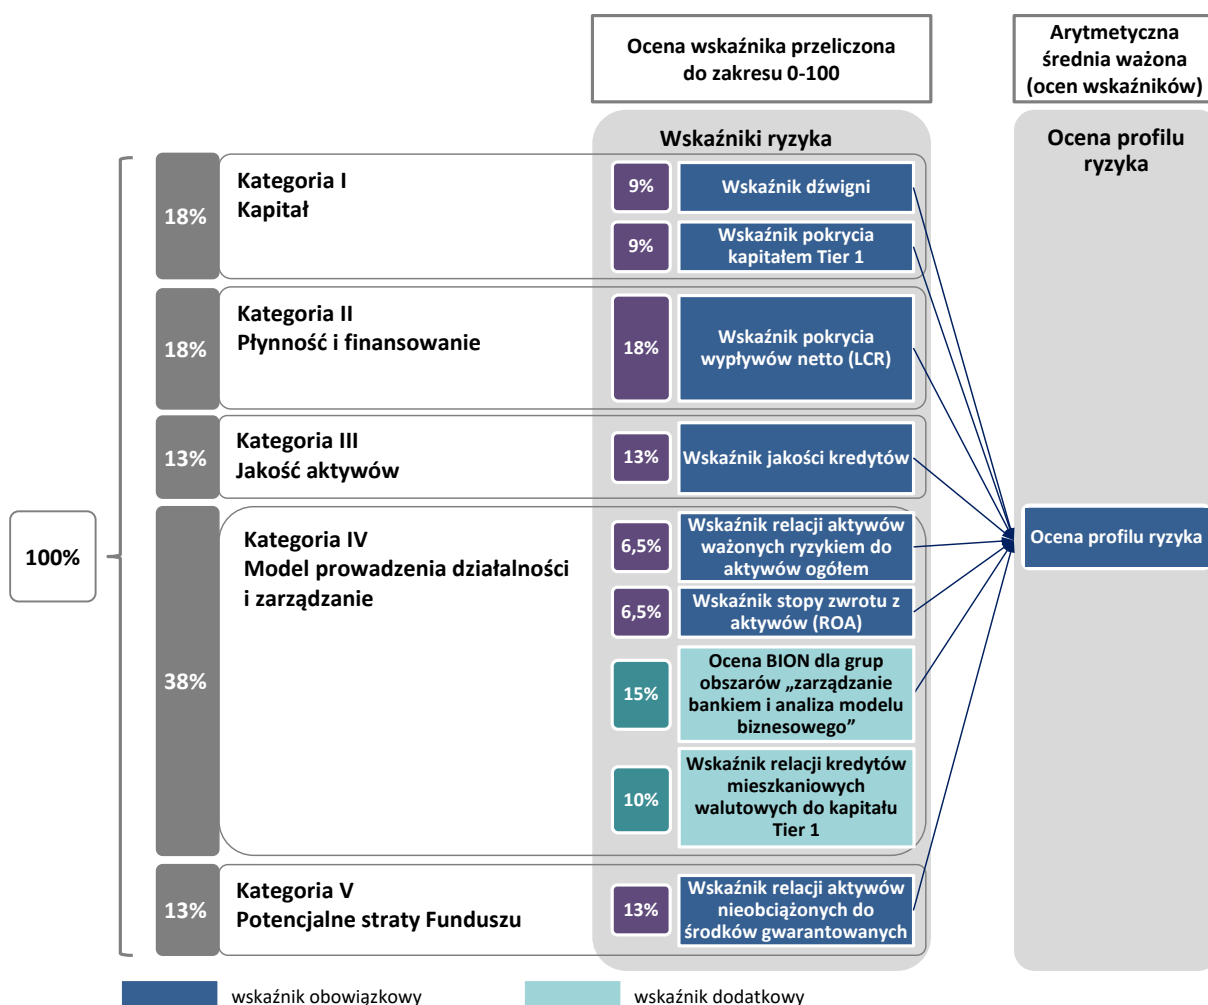 Ocena wskaźnika przeliczona
do zakresu 0-100
Arytmetyczna
średnia ważona
(ocen wskaźników)
Wskaźniki ryzyka
Ocena profilu
ryzyka
100%
18%
Kategoria I
Kapitał
9%
Wskaźnik dźwigni
9%
Wskaźnik pokrycia
kapitałem Tier 1
18%
Kategoria II
Płynność i finansowanie
18%
Wskaźnik pokrycia
wypływów netto (LCR)
13%
Kategoria III
Jakość aktywów
13%
Wskaźnik jakości kredytów
38%
Kategoria IV
Model prowadzenia działalności
i zarządzanie
6,5%
Wskaźnik relacji aktywów
ważonych ryzykiem do
aktywów ogółem
6,5%
Wskaźnik stopy zwrotu z
aktywów (ROA)
15%
Ocena BION dla grup
obszarów „zarządzanie
bankiem i analiza modelu
biznesowego”
10%
Wskaźnik relacji kredytów
mieszkaniowych
walutowych do kapitału
Tier 1
Ocena profilu ryzyka
13%
Kategoria V
Potencjalne straty Funduszu
13%
Wskaźnik relacji aktywów
nieobciążonych do
środków gwarantowanych
wskaźnik obowiązkowy
wskaźnik dodatkowy